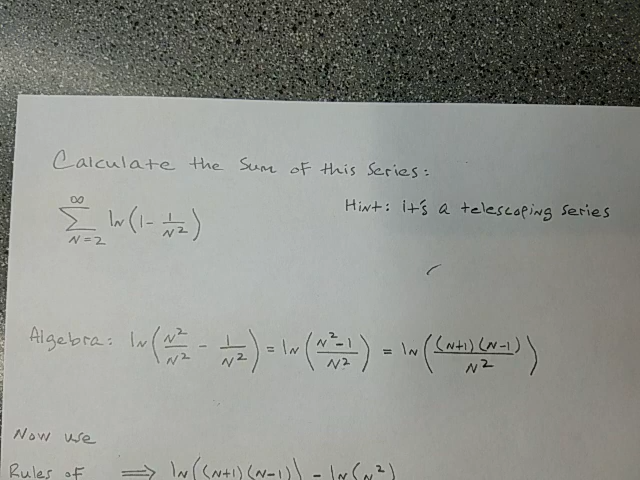 Calculate the Sum of this Series:
∞
Σ ln(1 - 1/N²)
N=2
Hint: it's a telescoping series
Algebra: ln(N²/N² - 1/N²) = ln((N²-1)/N²) = ln(((N+1)(N-1))/N²)
Now use
Rules of ⟹ ln((N+1)(N-1)) - ln(N²)